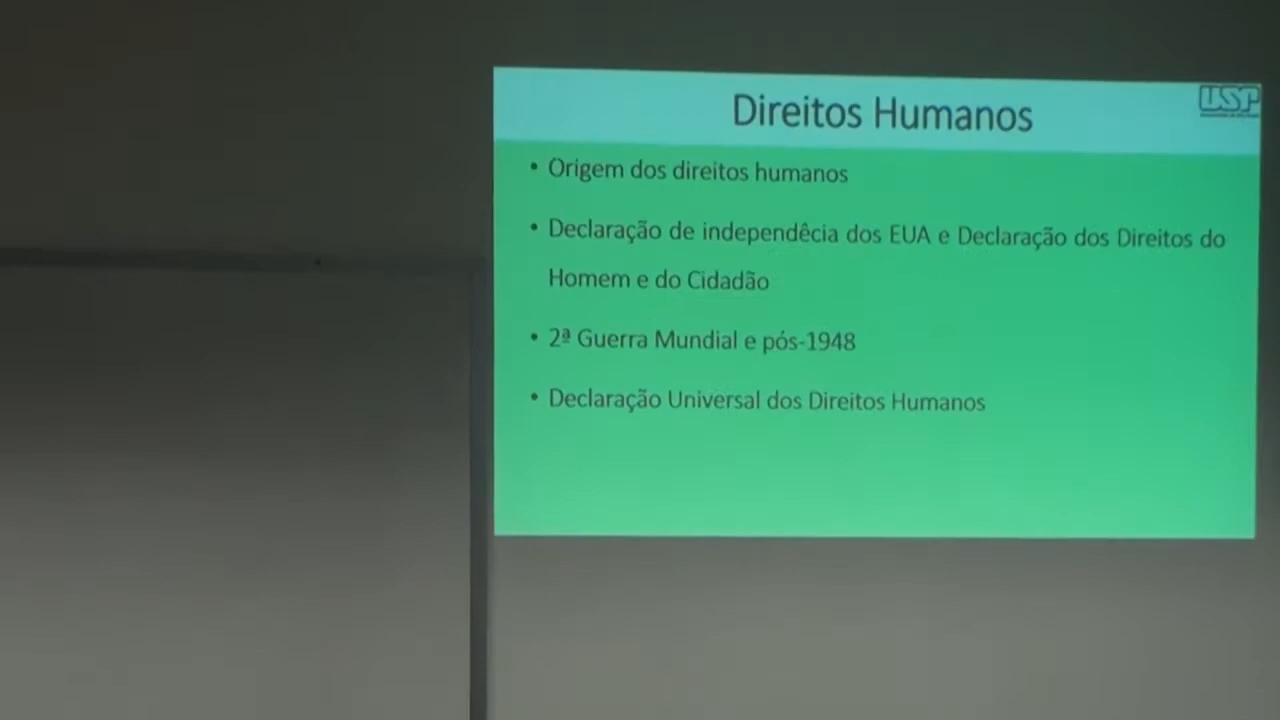 Direitos Humanos
USP
• Origem dos direitos humanos
• Declaração de independêcia dos EUA e Declaração dos Direitos do
Homem e do Cidadão
• 2ª Guerra Mundial e pós-1948
• Declaração Universal dos Direitos Humanos